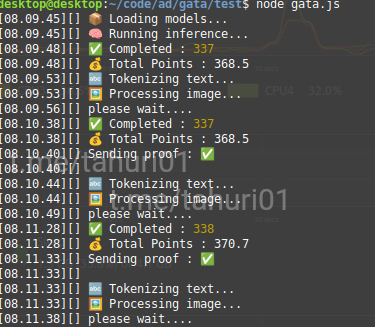 desktop@desktop:~/code/ad/gata/test$ node gata.js
[08.09.45][] 📦 Loading models...
[08.09.45][] 🧠 Running inference...
[08.09.48][] ✅ Completed : 337
[08.09.48][] 💰 Total Points : 368.5
[08.09.53][] 🔤 Tokenizing text...
[08.09.53][] 🖼️ Processing image...
[08.09.56][] please wait....
[08.10.38][] ✅ Completed : 337
[08.10.38][] 💰 Total Points : 368.5
[08.10.40][] Sending proof : ✅
[08.10.40][]
[08.10.44][] 🔤 Tokenizing text...
[08.10.44][] 🖼️ Processing image...
[08.10.49][] please wait....
[08.11.28][] ✅ Completed : 338
[08.11.28][] 💰 Total Points : 370.7
[08.11.33][] Sending proof : ✅
[08.11.33][]
[08.11.33][] 🔤 Tokenizing text...
[08.11.33][] 🖼️ Processing image...
[08.11.38][] please wait....
CPU4 32.0%
t.me/tahuri01